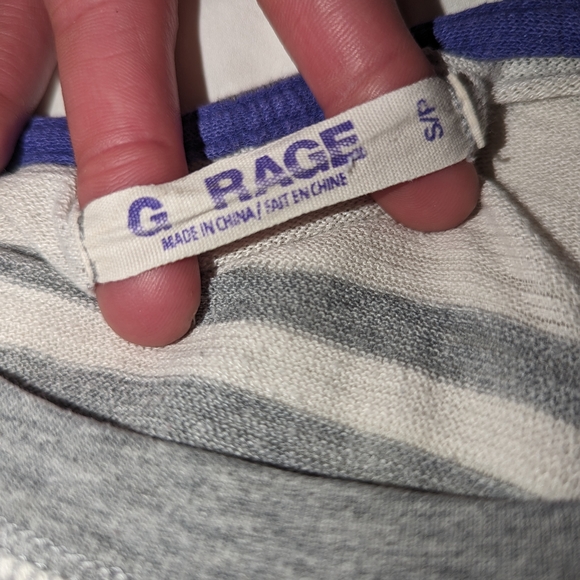 G RAGE
MADE IN CHINA / FAIT EN CHINE
S/P